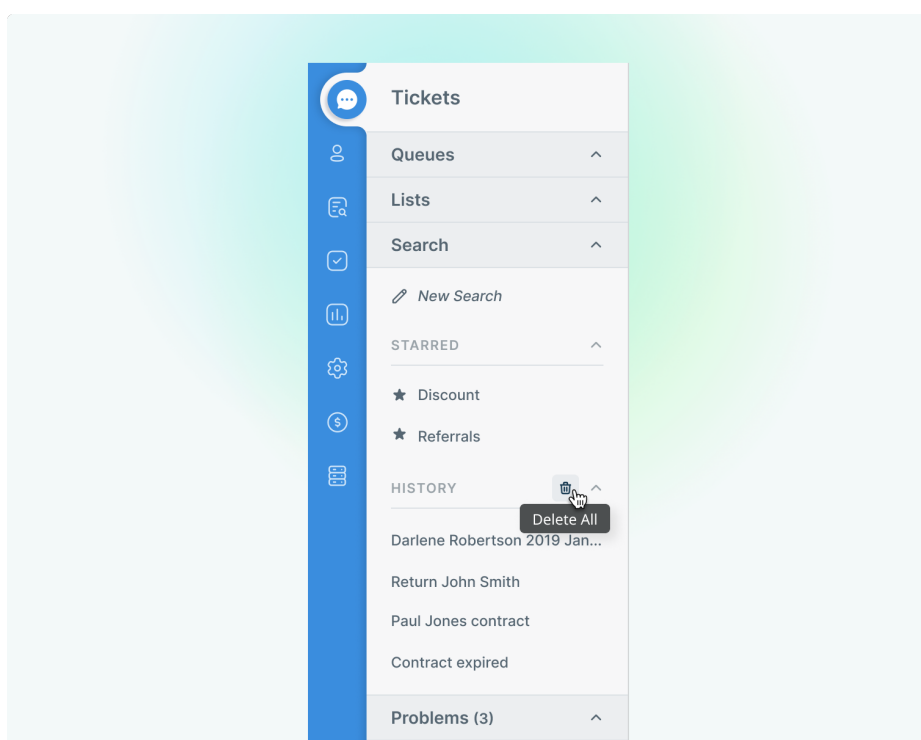 Tickets
Queues
Lists
Search
New Search
STARRED
Discount
Referrals
HISTORY
Delete All
Darlene Robertson 2019 Jan...
Return John Smith
Paul Jones contract
Contract expired
Problems (3)